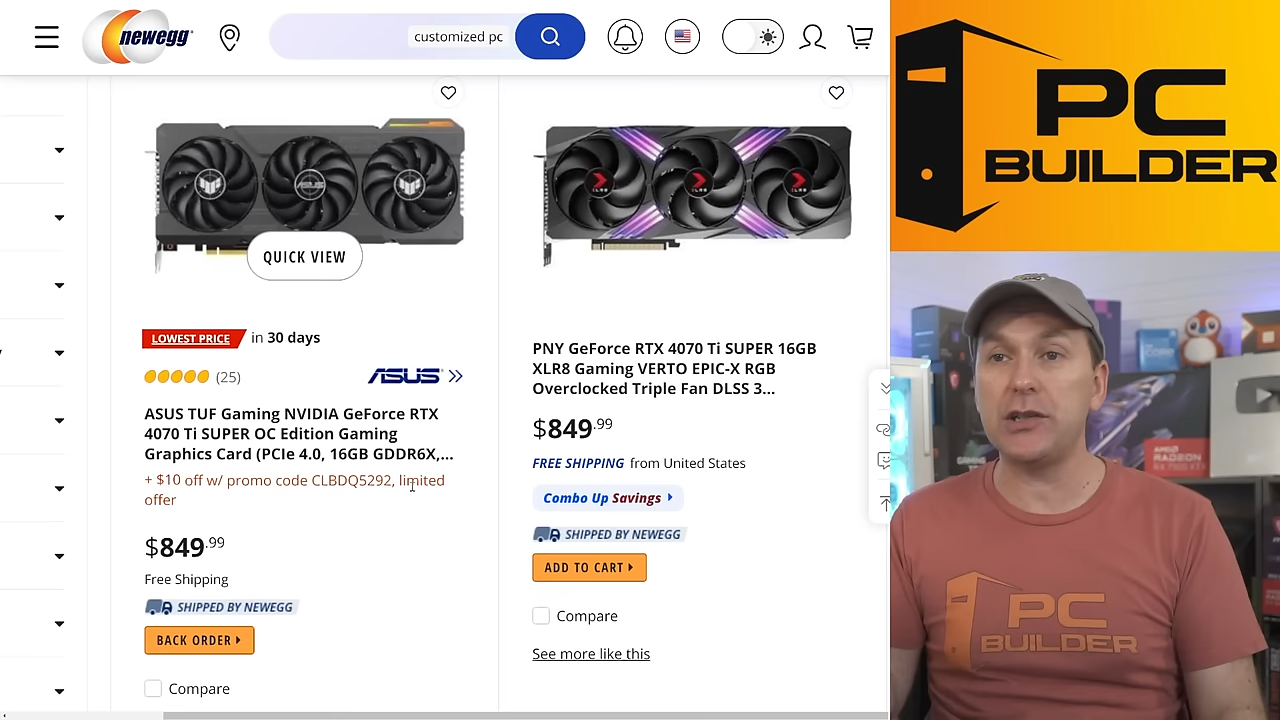 newegg
customized pc
QUICK VIEW
LOWEST PRICE in 30 days
(25)
ASUS
ASUS TUF Gaming NVIDIA GeForce RTX
4070 Ti SUPER OC Edition Gaming
Graphics Card (PCIe 4.0, 16GB GDDR6X,...
+ $10 off w/ promo code CLBDQ5292, limited
offer
$849.99
Free Shipping
SHIPPED BY NEWEGG
BACK ORDER
Compare
PNY GeForce RTX 4070 Ti SUPER 16GB
XLR8 Gaming VERTO EPIC-X RGB
Overclocked Triple Fan DLSS 3...
$849.99
FREE SHIPPING from United States
Combo Up Savings
SHIPPED BY NEWEGG
ADD TO CART
Compare
See more like this
PC
BUILDER
AMD
RADEON
PC
BUILDER